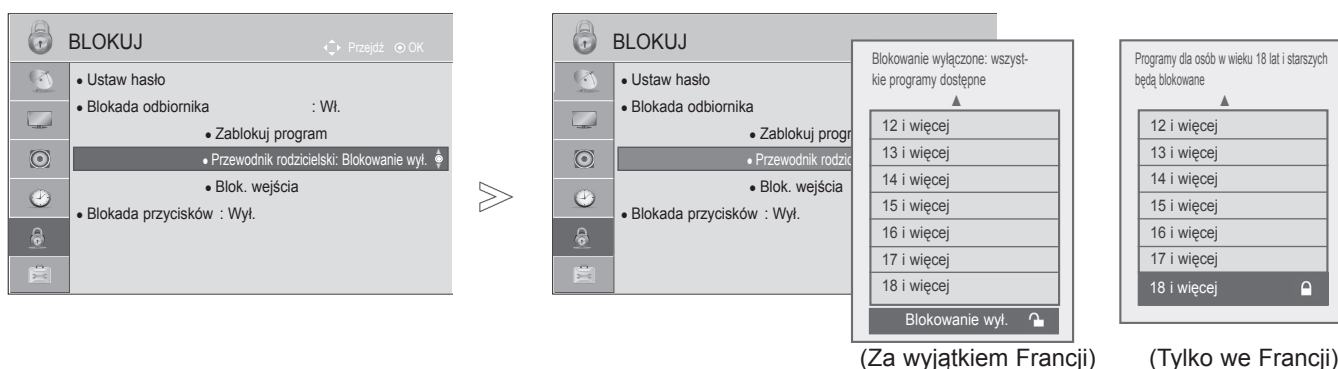 BLOKUJ
Przejdź OK
• Ustaw hasło
• Blokada odbiornika : Wł.
• Zablokuj program
• Przewodnik rodzicielski: Blokowanie wył.
• Blok. wejścia
• Blokada przycisków : Wył.
BLOKUJ
• Ustaw hasło
• Blokada odbiornika
• Zablokuj progr
• Przewodnik rodzic
• Blok. wejścia
• Blokada przycisków : Wył.
Blokowanie wyłączone: wszyst-
kie programy dostępne
12 i więcej
13 i więcej
14 i więcej
15 i więcej
16 i więcej
17 i więcej
18 i więcej
Blokowanie wył.
(Za wyjątkiem Francji)
Programy dla osób w wieku 18 lat i starszych
będą blokowane
12 i więcej
13 i więcej
14 i więcej
15 i więcej
16 i więcej
17 i więcej
18 i więcej
(Tylko we Francji)